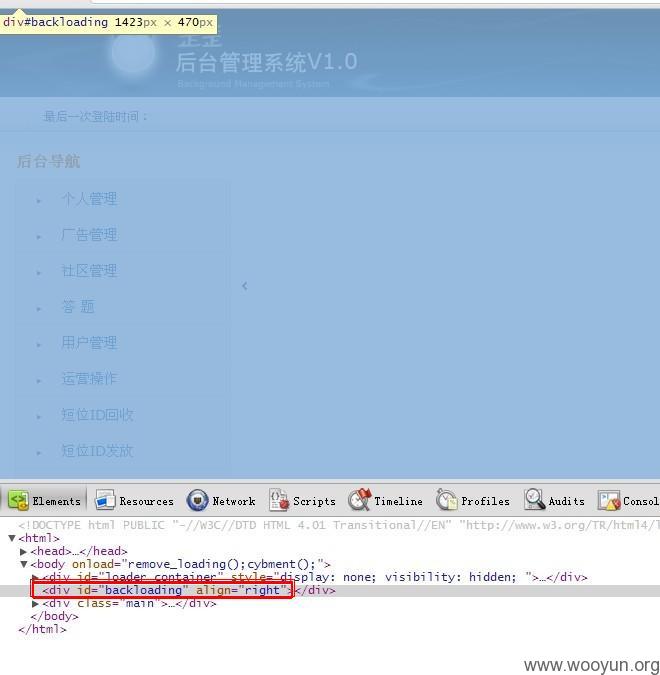 div#backloading 1423px × 470px
歪歪
后台管理系统V1.0
Background Management System
最后一次登陆时间：
后台导航
个人管理
广告管理
社区管理
答 题
用户管理
运营操作
短位ID回收
短位ID发放
Elements Resources Network Scripts Timeline Profiles Audits Consol
<!DOCTYPE html PUBLIC "-//W3C//DTD HTML 4.01 Transitional//EN" "http://www.w3.org/TR/html4/l
<html>
<head>…</head>
<body onload="remove_loading();cybment();">
<div id="loader_container" style="display: none; visibility: hidden; ">…</div>
<div id="backloading" align="right"></div>
<div class="main">…</div>
</body>
</html>
www.wooyun.org